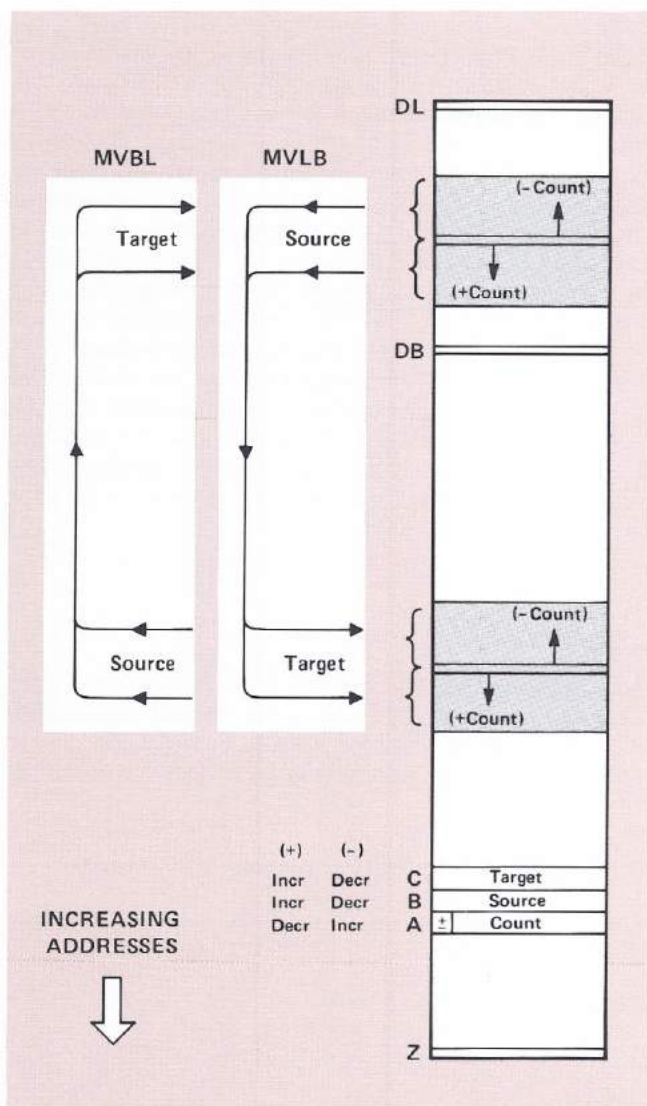 DL
MVBL MVLB
(-Count)
Target Source
(+Count)
DB
(-Count)
Source Target
(+Count)
(+) (-)
Incr Decr C Target
Incr Decr B Source
Decr Incr A ± Count
INCREASING
ADDRESSES
Z